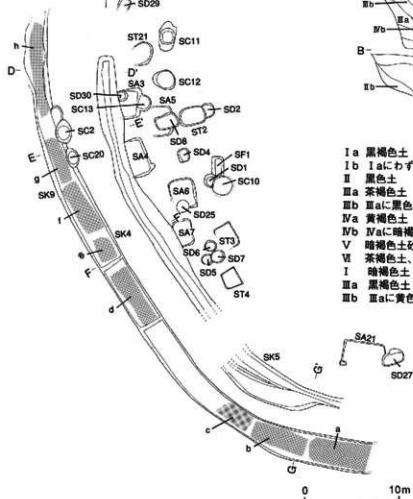 SD29
Ⅲb
Ⅲa
Ⅳb
B
Ⅱb
h
D
ST21
SC11
D'
SA3
SC12
SD30
SC13
SA5
SD2
E'
ST2
SD8
SC2
SA4
SD4
SF1
SD1
SC10
E
SC20
g
SK9
SA6
SD25
f
SK4
SA7
ST3
SD6
SD7
SD5
e
F
ST4
d
SK5
G'
SA21
SD27
c
b
a
G
0 10m
Ⅰa 黒褐色土
Ⅰb Ⅰaにわず
Ⅱ 黒色土
Ⅲa 茶褐色土
Ⅲb Ⅲaに黒色
Ⅳa 黄褐色土
Ⅳb Ⅳaに暗褐
Ⅴ 暗褐色土
Ⅵ 茶褐色土、
Ⅰ 暗褐色土
Ⅲa 黒褐色土
Ⅲb Ⅲaに黄色